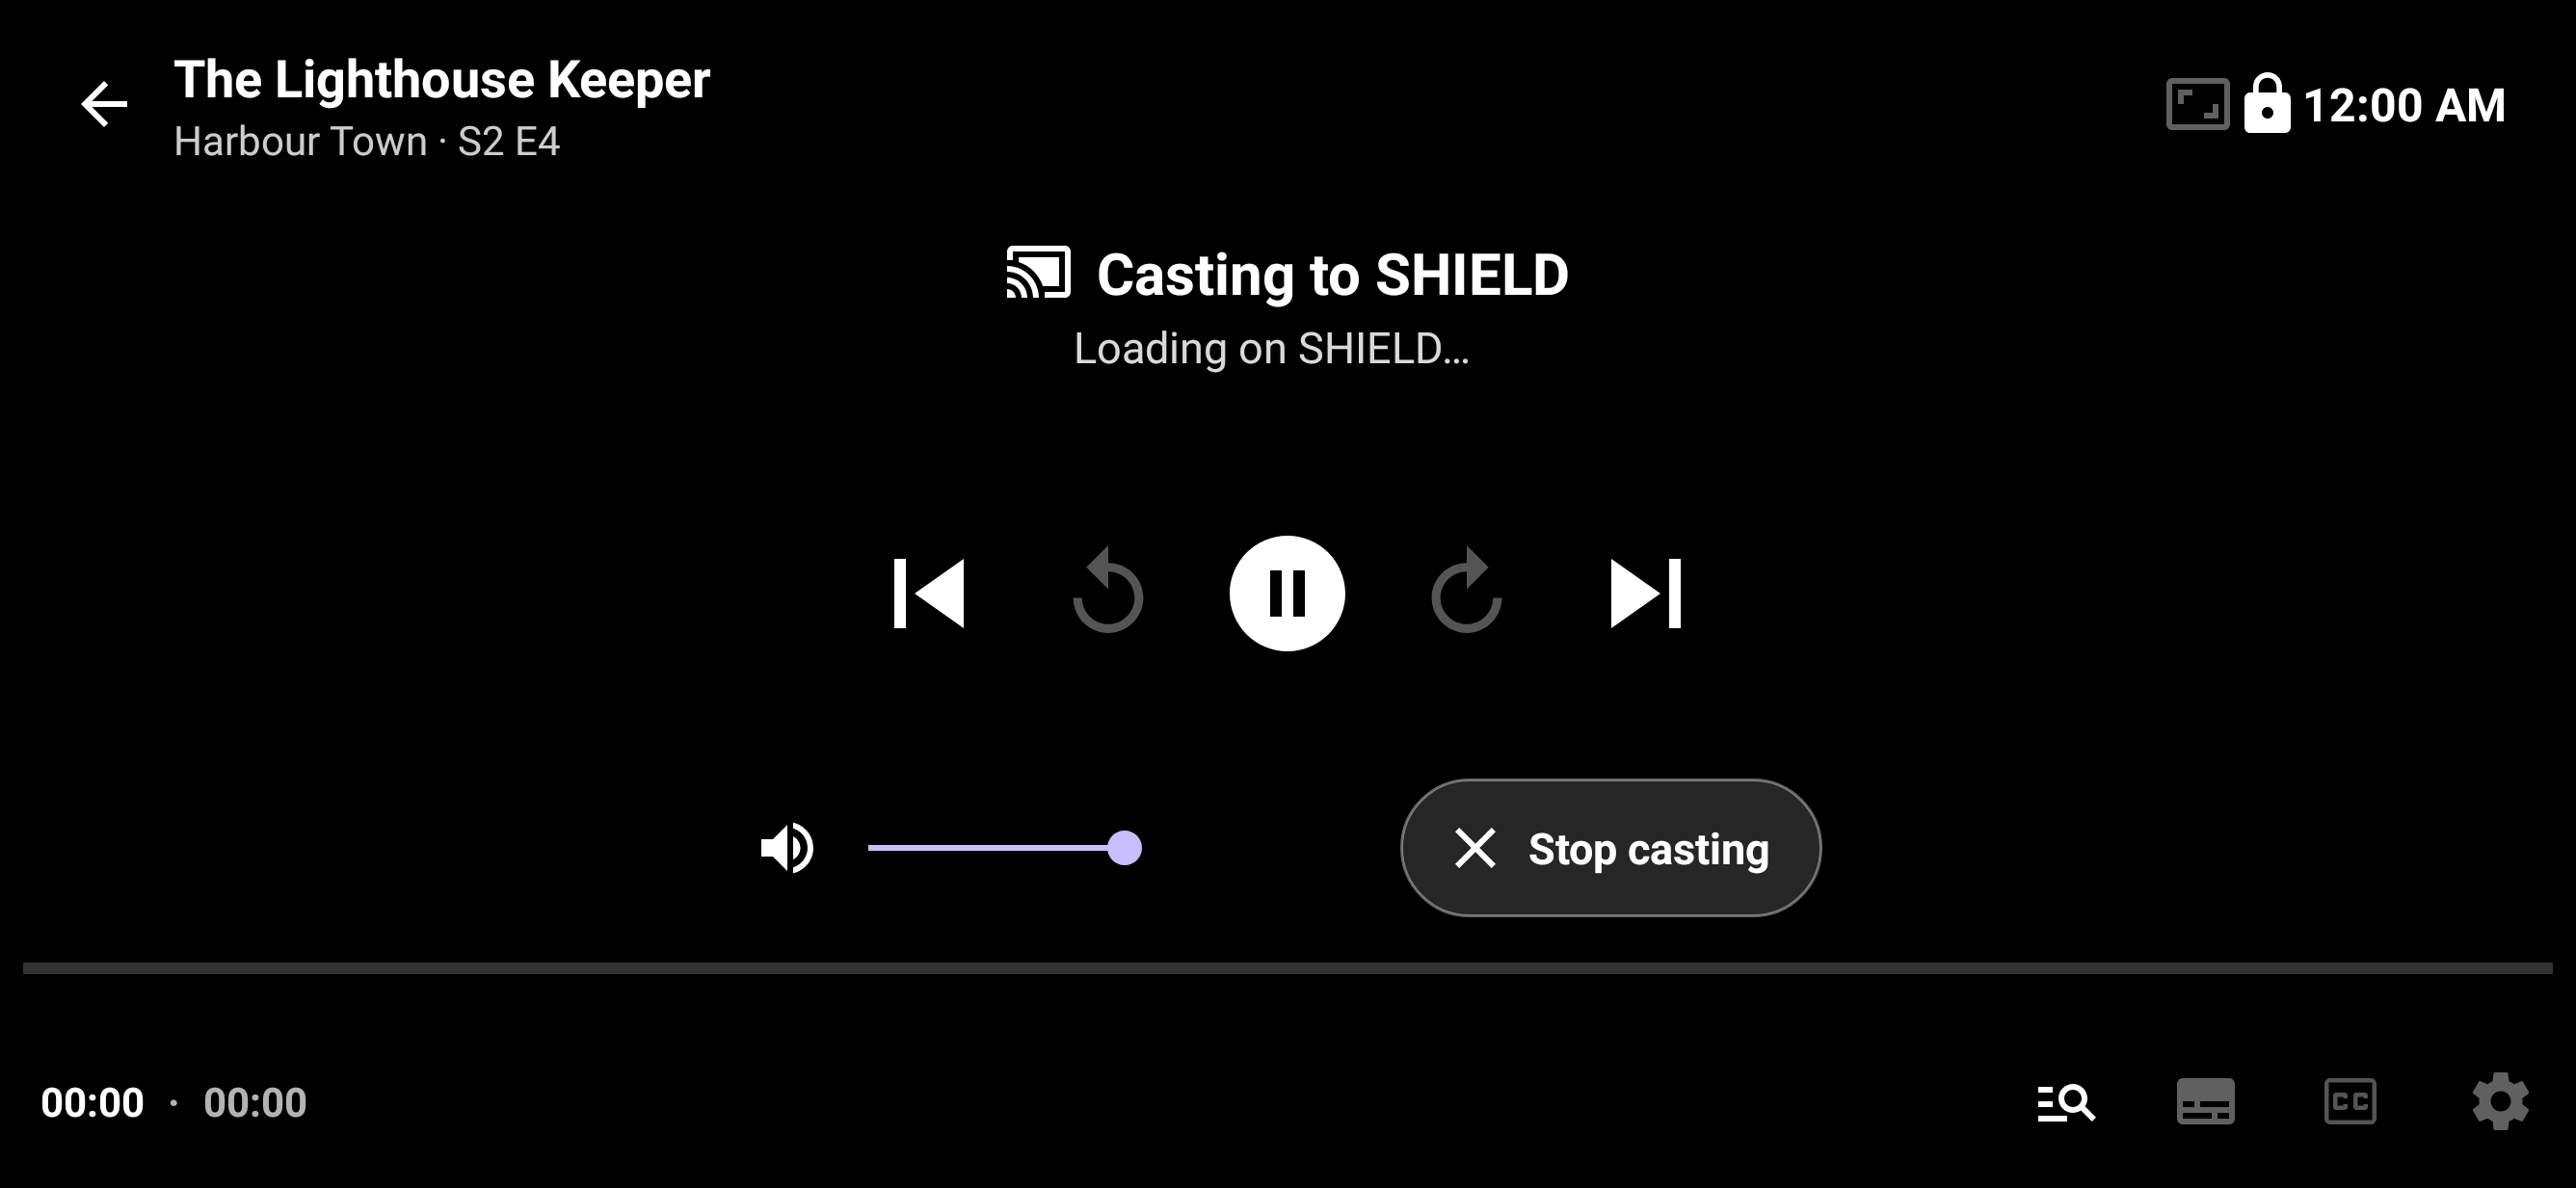 The Lighthouse Keeper
Harbour Town · S2 E4
12:00 AM
Casting to SHIELD
Loading on SHIELD…
Stop casting
00:00 · 00:00
CC